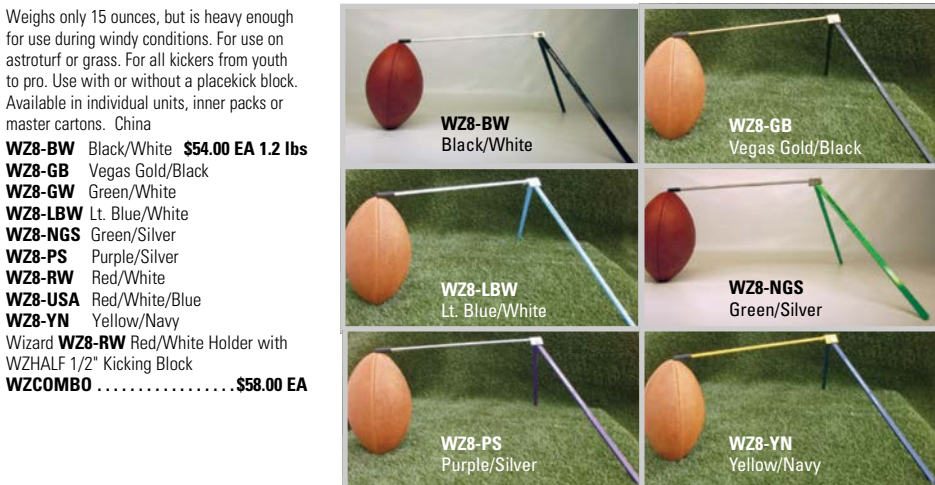 Weighs only 15 ounces, but is heavy enough
for use during windy conditions. For use on
astroturf or grass. For all kickers from youth
to pro. Use with or without a placekick block.
Available in individual units, inner packs or
master cartons. China
WZ8-BW Black/White $54.00 EA 1.2 lbs
WZ8-GB Vegas Gold/Black
WZ8-GW Green/White
WZ8-LBW Lt. Blue/White
WZ8-NGS Green/Silver
WZ8-PS Purple/Silver
WZ8-RW Red/White
WZ8-USA Red/White/Blue
WZ8-YN Yellow/Navy
Wizard WZ8-RW Red/White Holder with
WZHALF 1/2" Kicking Block
WZCOMBO . . . . . . . . . . . . . . . . . $58.00 EA
WZ8-BW
Black/White
WZ8-GB
Vegas Gold/Black
WZ8-LBW
Lt. Blue/White
WZ8-NGS
Green/Silver
WZ8-PS
Purple/Silver
WZ8-YN
Yellow/Navy